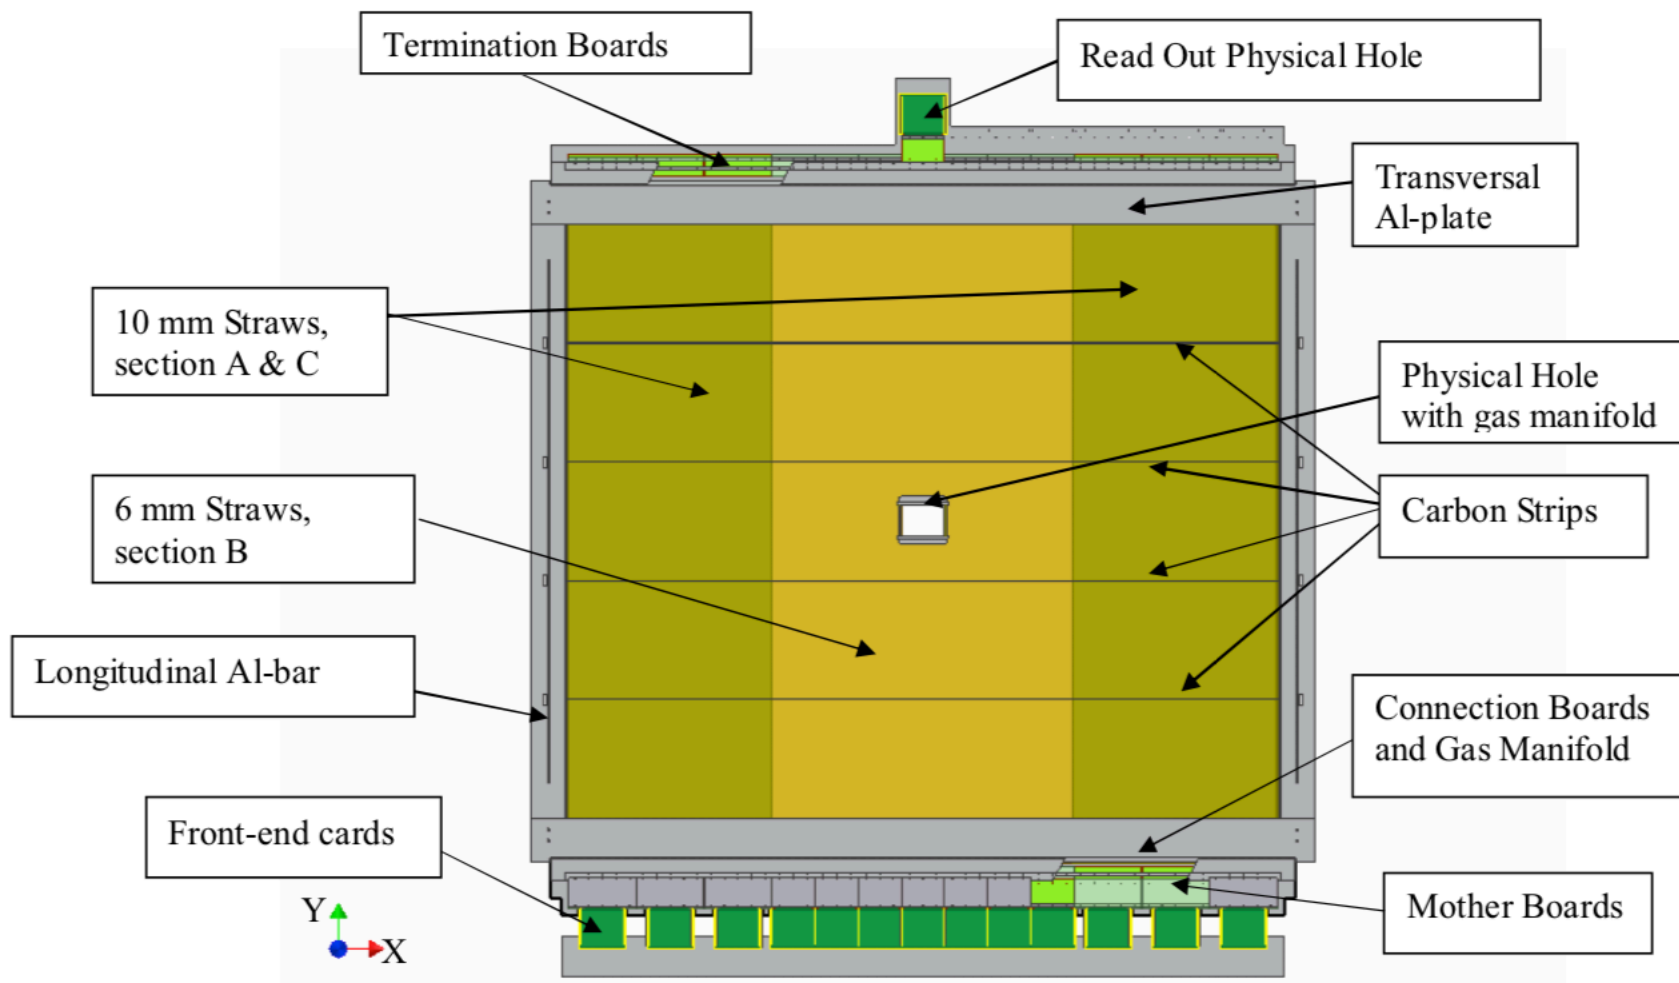 Termination Boards
Read Out Physical Hole
Transversal
Al-plate
10 mm Straws,
section A & C
Physical Hole
with gas manifold
6 mm Straws,
section B
Carbon Strips
Longitudinal Al-bar
Connection Boards
and Gas Manifold
Front-end cards
Mother Boards
Y
X